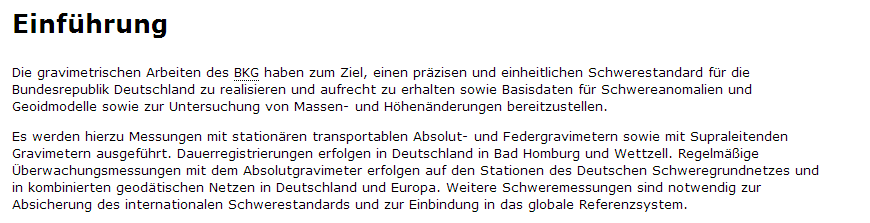 Einführung
Die gravimetrischen Arbeiten des BKG haben zum Ziel, einen präzisen und einheitlichen Schwerestandard für die
Bundesrepublik Deutschland zu realisieren und aufrecht zu erhalten sowie Basisdaten für Schwereanomalien und
Geoidmodelle sowie zur Untersuchung von Massen- und Höhenänderungen bereitzustellen.
Es werden hierzu Messungen mit stationären transportablen Absolut- und Federgravimetern sowie mit Supraleitenden
Gravimetern ausgeführt. Dauerregistrierungen erfolgen in Deutschland in Bad Homburg und Wettzell. Regelmäßige
Überwachungsmessungen mit dem Absolutgravimeter erfolgen auf den Stationen des Deutschen Schweregrundnetzes und
in kombinierten geodätischen Netzen in Deutschland und Europa. Weitere Schweremessungen sind notwendig zur
Absicherung des internationalen Schwerestandards und zur Einbindung in das globale Referenzsystem.